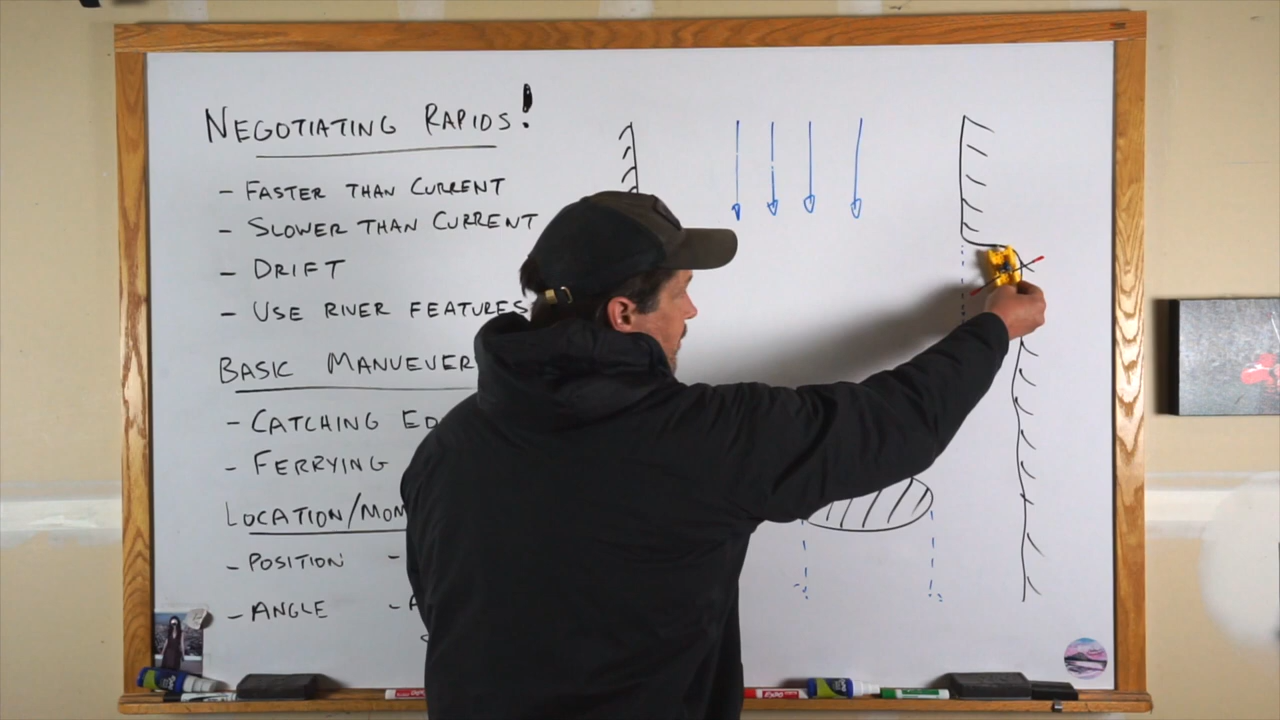 NEGOTIATING RAPIDS!
- FASTER THAN CURRENT
- SLOWER THAN CURRENT
- DRIFT
- USE RIVER FEATURES
BASIC MANUEVER
- CATCHING ED
- FERRYING
LOCATION/MOM
- POSITION -
- ANGLE - A
EXPO